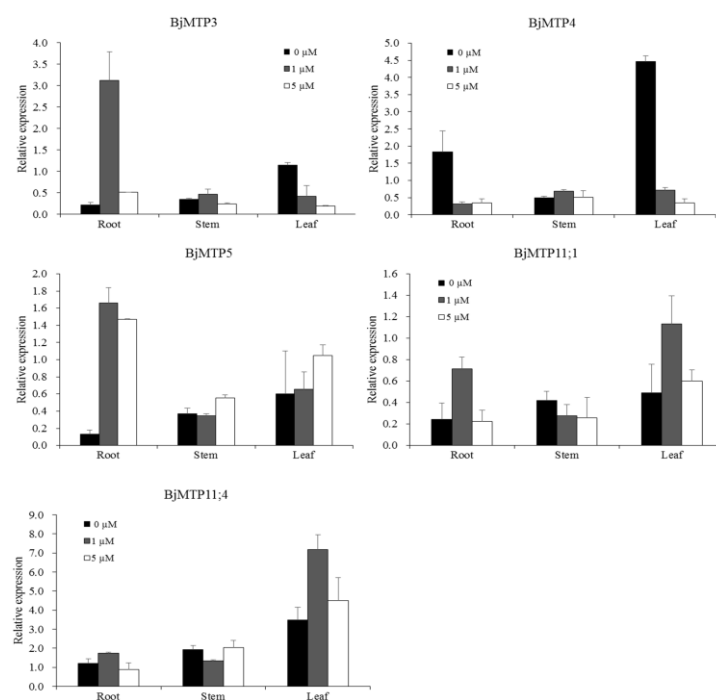 BjMTP3
Relative expression
4.0
3.5
3.0
2.5
2.0
1.5
1.0
0.5
0.0
0 µM
1 µM
5 µM
Root Stem Leaf
BjMTP4
Relative expression
5.0
4.5
4.0
3.5
3.0
2.5
2.0
1.5
1.0
0.5
0.0
0 µM
1 µM
5 µM
Root Stem Leaf
BjMTP5
Relative expression
2.0
1.8
1.6
1.4
1.2
1.0
0.8
0.6
0.4
0.2
0.0
0 µM
1 µM
5 µM
Root Stem Leaf
BjMTP11;1
Relative expression
1.6
1.4
1.2
1.0
0.8
0.6
0.4
0.2
0.0
0 µM
1 µM
5 µM
Root Stem Leaf
BjMTP11;4
Relative expression
9.0
8.0
7.0
6.0
5.0
4.0
3.0
2.0
1.0
0.0
0 µM
1 µM
5 µM
Root Stem Leaf